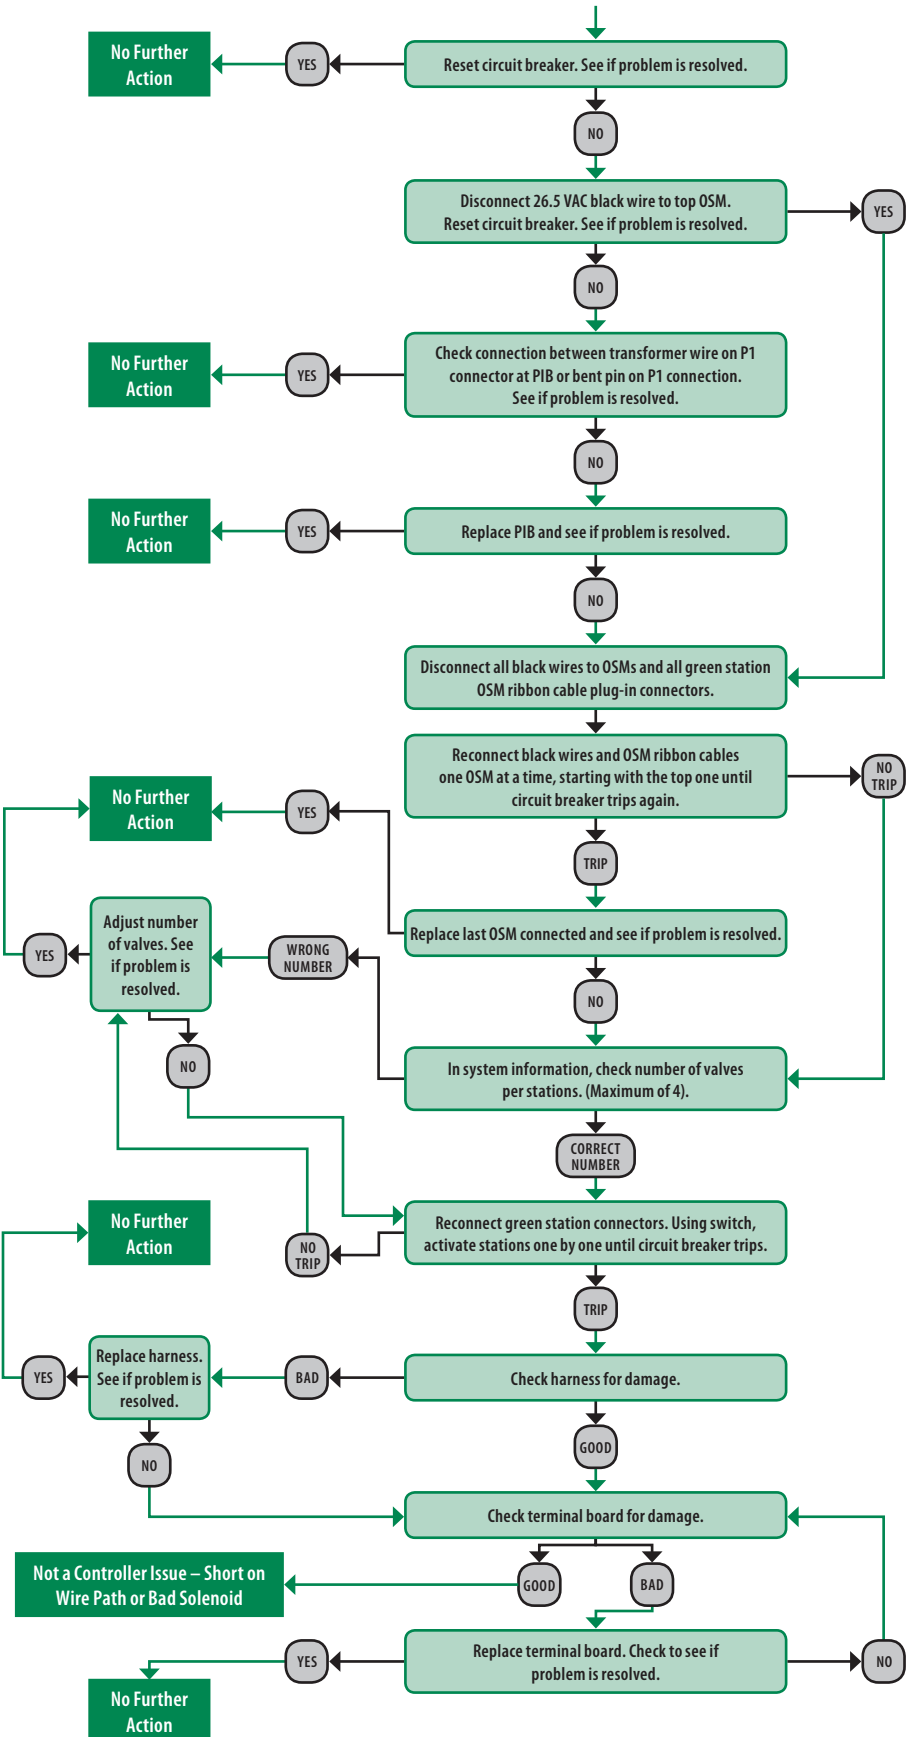 No Further
Action
YES
Reset circuit breaker. See if problem is resolved.
NO
Disconnect 26.5 VAC black wire to top OSM.
Reset circuit breaker. See if problem is resolved.
YES
NO
No Further
Action
YES
Check connection between transformer wire on P1
connector at PIB or bent pin on P1 connection.
See if problem is resolved.
NO
No Further
Action
YES
Replace PIB and see if problem is resolved.
NO
Disconnect all black wires to OSMs and all green station
OSM ribbon cable plug-in connectors.
Reconnect black wires and OSM ribbon cables
one OSM at a time, starting with the top one until
circuit breaker trips again.
NO
TRIP
No Further
Action
YES
TRIP
Replace last OSM connected and see if problem is resolved.
Adjust number
of valves. See
if problem is
resolved.
YES
WRONG
NUMBER
NO
NO
In system information, check number of valves
per stations. (Maximum of 4).
CORRECT
NUMBER
No Further
Action
NO
TRIP
Reconnect green station connectors. Using switch,
activate stations one by one until circuit breaker trips.
TRIP
Replace harness.
See if problem is
resolved.
YES
BAD
Check harness for damage.
NO
GOOD
Check terminal board for damage.
Not a Controller Issue – Short on
Wire Path or Bad Solenoid
GOOD
BAD
YES
Replace terminal board. Check to see if
problem is resolved.
NO
No Further
Action